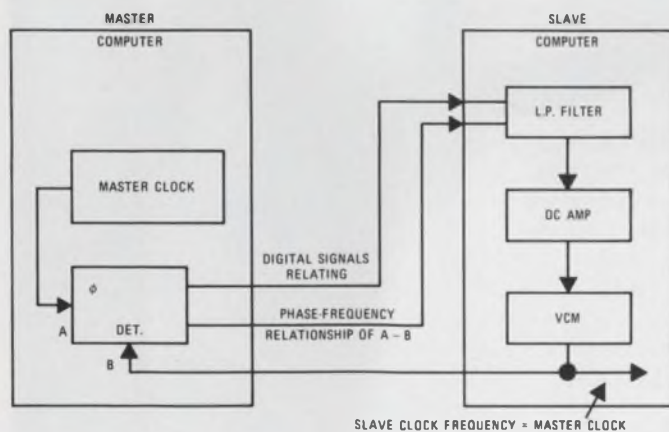 MASTER
COMPUTER
MASTER CLOCK
φ
A
DET.
B
DIGITAL SIGNALS
RELATING
PHASE-FREQUENCY
RELATIONSHIP OF A – B
SLAVE
COMPUTER
L.P. FILTER
DC AMP
VCM
SLAVE CLOCK FREQUENCY = MASTER CLOCK